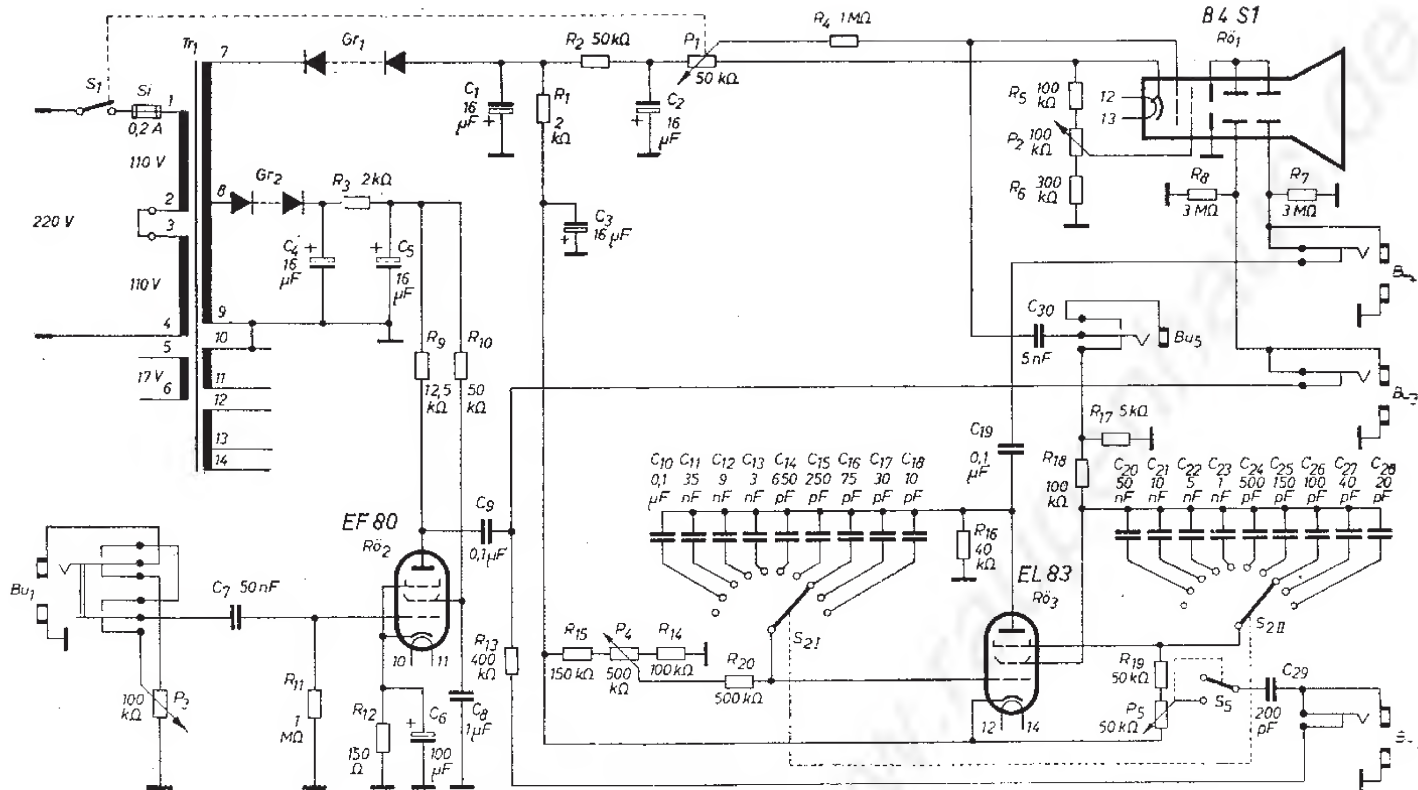 B4 S1
Rö1
R4 1MΩ
Tr1
7
Gr1
R2 50kΩ
P1
50 kΩ
S1
Si
0,2 A
1
C1
16
µF
+
R1
2
kΩ
C2
16
µF
+
R5 100
kΩ
P2 100
kΩ
R6 300
kΩ
12
13
R8
3 MΩ
R7
3 MΩ
110 V
2
3
220 V
8
Gr2
R3 2kΩ
C3
16 µF
+
C4
16
µF
+
C5
16
µF
+
110V
4
9
10
5
17 V
6
11
12
13
14
R9
12,5
kΩ
R10
50
kΩ
C30
5nF
Bu5
R17 5kΩ
R18
100
kΩ
C19
0,1
µF
C10
0,1
µF
C11
35
nF
C12
9
nF
C13
3
nF
C14
650
pF
C15
250
pF
C16
75
pF
C17
30
pF
C18
10
pF
C20
50
nF
C21
10
nF
C22
5
nF
C23
1
nF
C24
500
pF
C25
150
pF
C26
100
pF
C27
40
pF
C28
20
pF
EF 80
Rö2
C9
0,1µF
R16
40
kΩ
EL 83
Rö3
Bu1
C7 50nF
10
11
R13
400
kΩ
R15
150kΩ
P4
500
kΩ
R14
100kΩ
R20
500kΩ
S2I
S2II
R19
50 kΩ
P5
50kΩ
S5
C29
200
pF
12
14
100
kΩ
P3
R11
1
MΩ
R12
150
Ω
C6
100
µF
+
C8
1µF